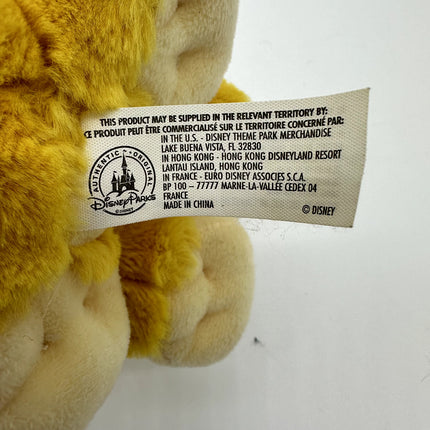 THIS PRODUCT MAY BE SUPPLIED IN THE RELEVANT TERRITORY BY:
CE PRODUIT PEUT ÊTRE COMMERCIALISÉ SUR LE TERRITOIRE CONCERNÉ PAR:
IN THE U.S. - DISNEY THEME PARK MERCHANDISE
LAKE BUENA VISTA, FL 32830
IN HONG KONG - HONG KONG DISNEYLAND RESORT
LANTAU ISLAND, HONG KONG
IN FRANCE - EURO DISNEY ASSOCIES S.C.A.
BP 100 – 77777 MARNE-LA-VALLÉE CEDEX 04
IN FRANCE
MADE IN CHINA
© DISNEY
AUTHENTIC • ORIGINAL
DISNEY PARKS
© DISNEY